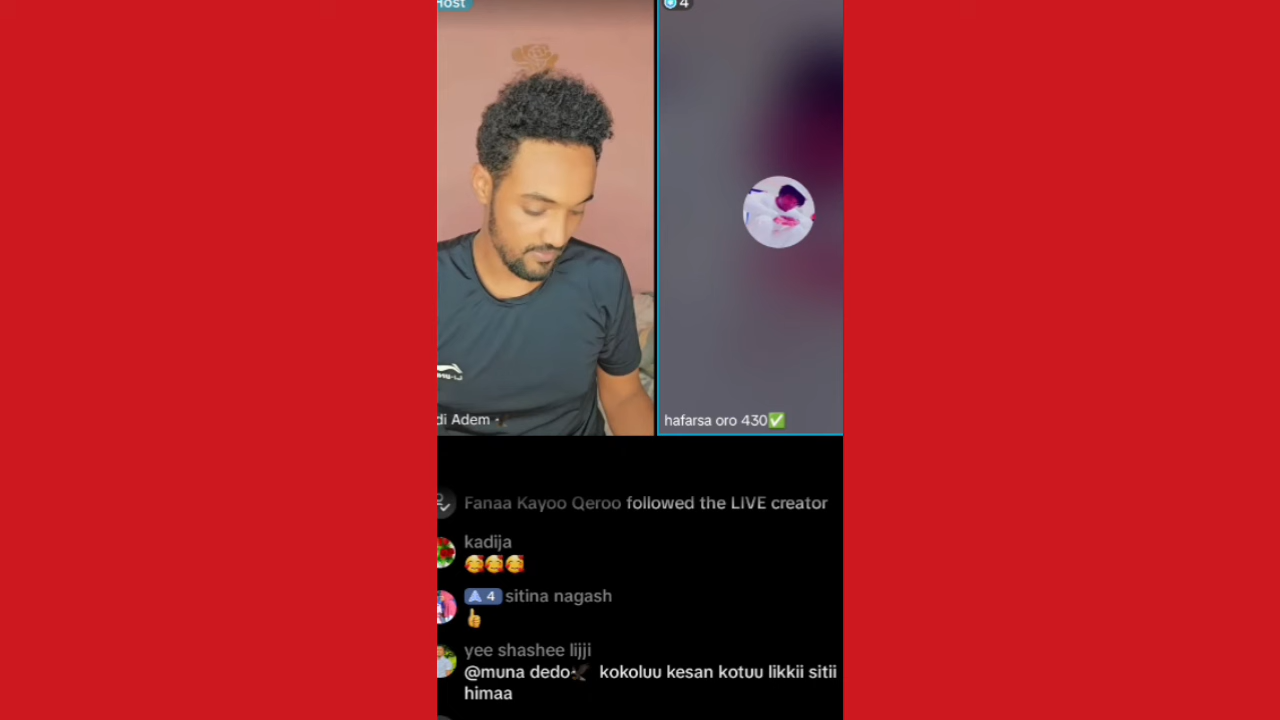 Host
4
di Adem
hafarsa oro 430✅
Fanaa Kayoo Qeroo followed the LIVE creator
kadija
🥰🥰🥰
4 sitina nagash
👍
yee shashee lijji
@muna dedo🦅 kokoluu kesan kotuu likkii sitii
himaa